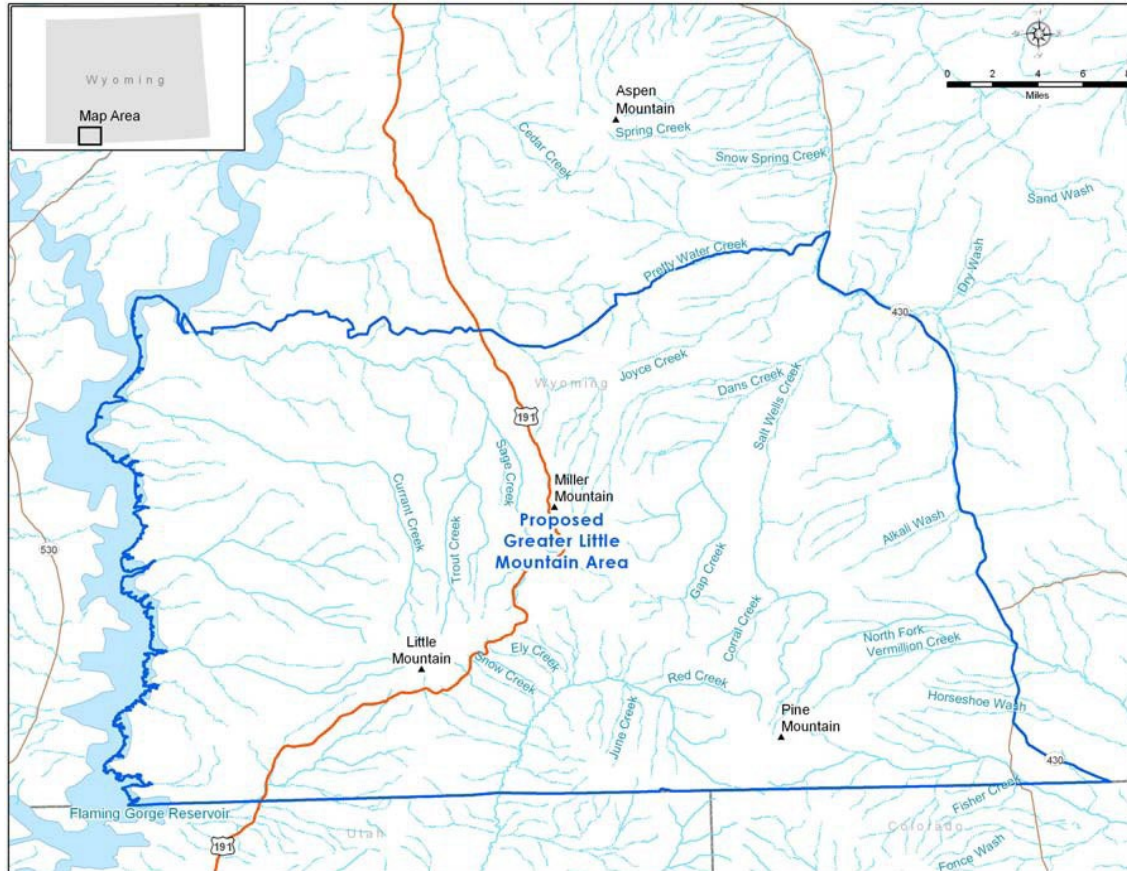 Wyoming
Map Area
0 2 4 6 8
Miles
Aspen
Mountain
Spring Creek
Cedar Creek
Snow Spring Creek
Sand Wash
Pretty Water Creek
Dry Wash
430
Joyce Creek
Wyoming
Dans Creek
191
Salt Wells Creek
Sage Creek
Currant Creek
Trout Creek
Miller
Mountain
Proposed
Greater Little
Mountain Area
530
Alkali Wash
Gap Creek
Corral Creek
North Fork
Vermillion Creek
Little
Mountain
Ely Creek
Snow Creek
Red Creek
June Creek
Horseshoe Wash
Pine
Mountain
430
Fisher Creek
Flaming Gorge Reservoir
Utah
Colorado
191
Fonce Wash